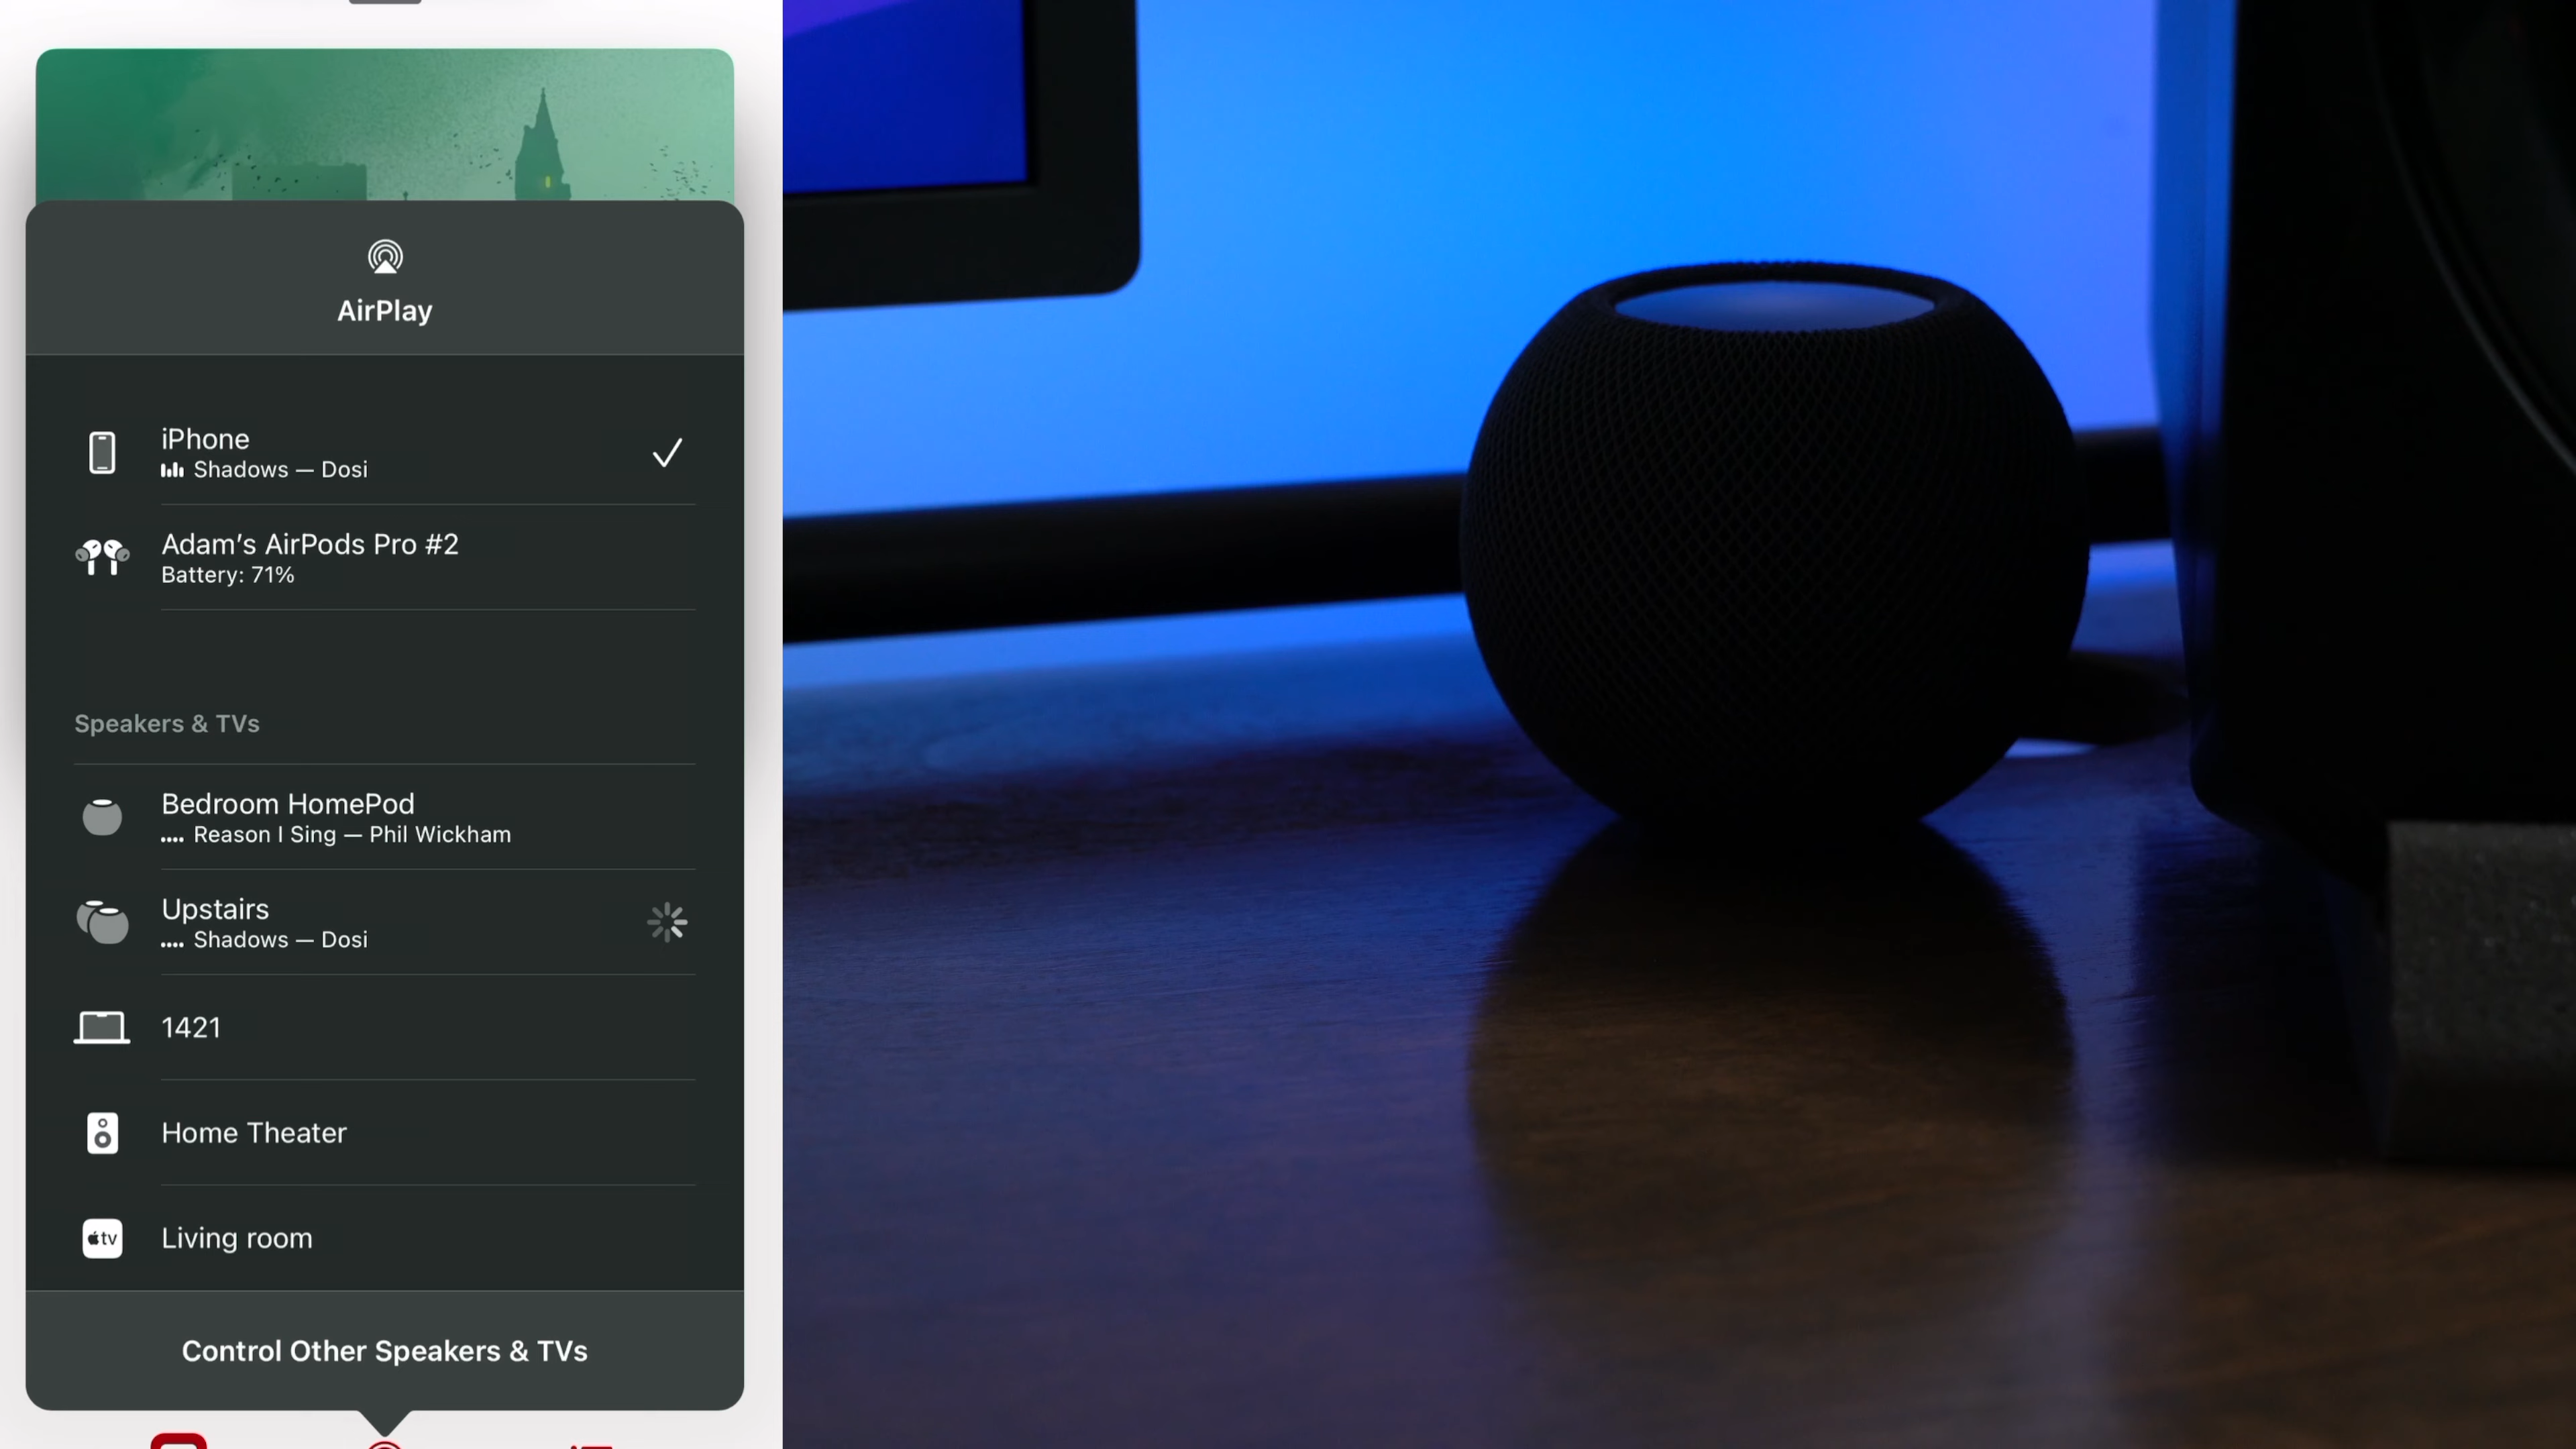 AirPlay
iPhone
Shadows — Dosi
Adam’s AirPods Pro #2
Battery: 71%
Speakers & TVs
Bedroom HomePod
Reason I Sing — Phil Wickham
Upstairs
Shadows — Dosi
1421
Home Theater
tv
Living room
Control Other Speakers & TVs